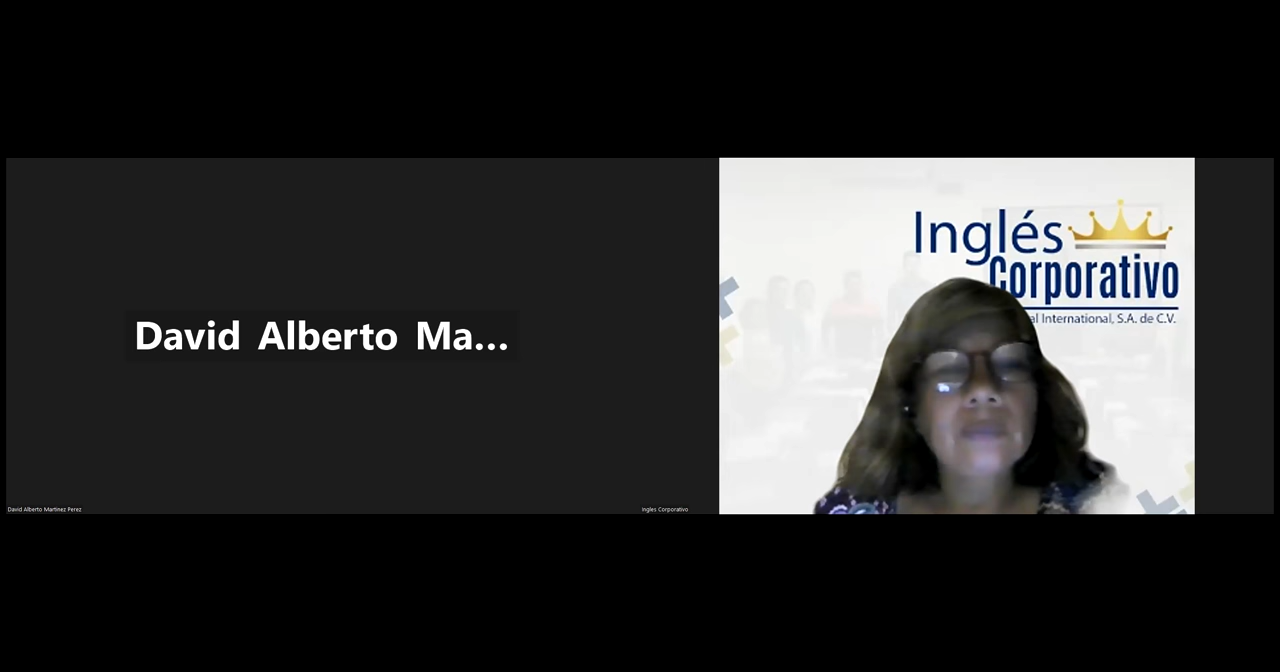 David Alberto Ma...
David Alberto Martinez Perez
Ingles Corporativo
Inglés
Corporativo
al International, S.A. de C.V.